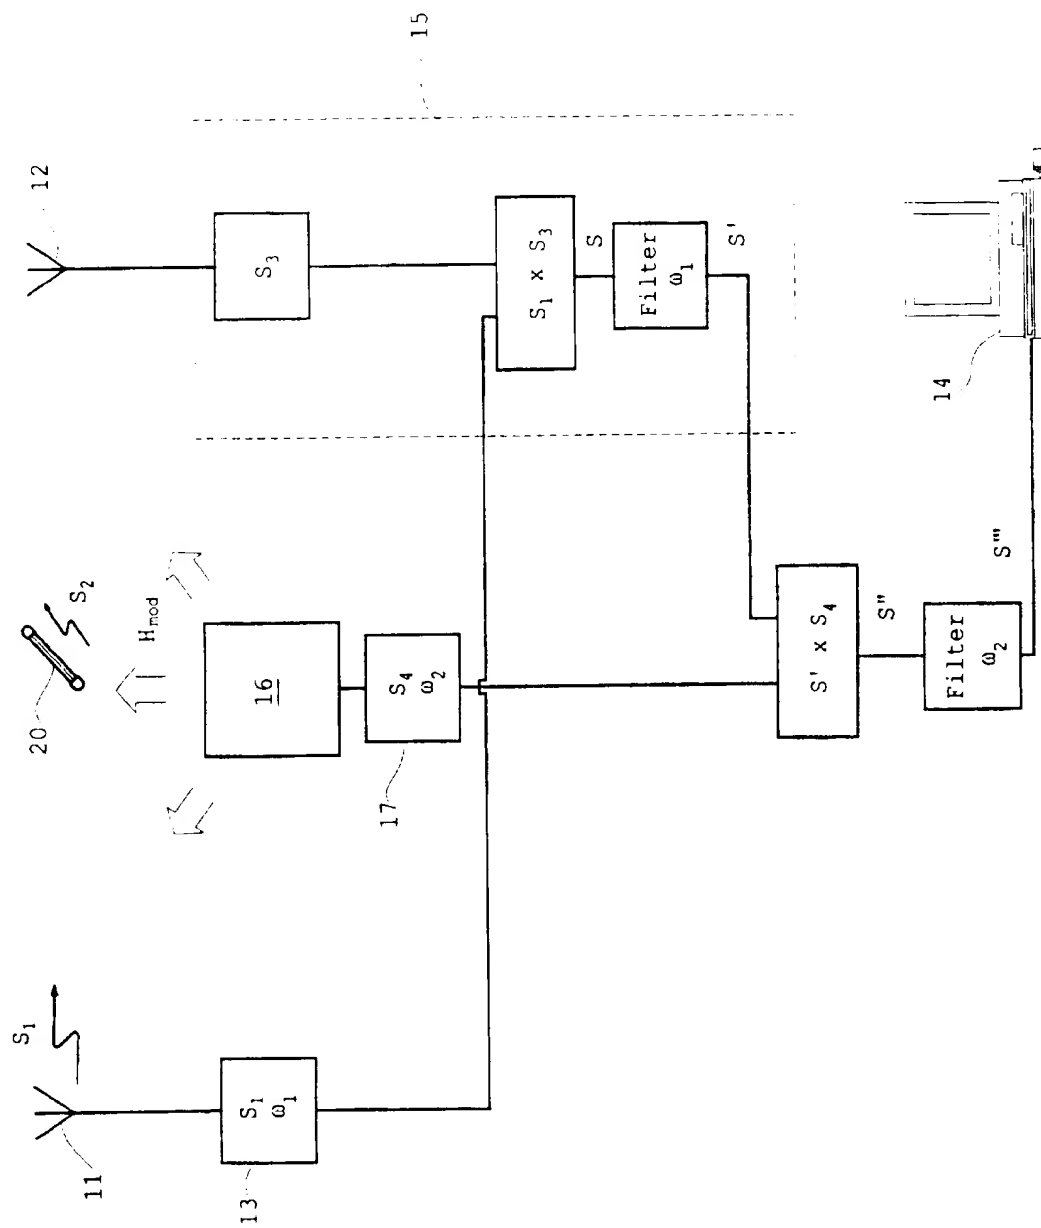 11
S₁
13
S₁
ω₁
20
S₂
Hmod
16
17
S₄
ω₂
12
15
S₃
S₁ x S₃
S
Filter
ω₁
S'
S' x S₄
S"
Filter
ω₂
S'''
14